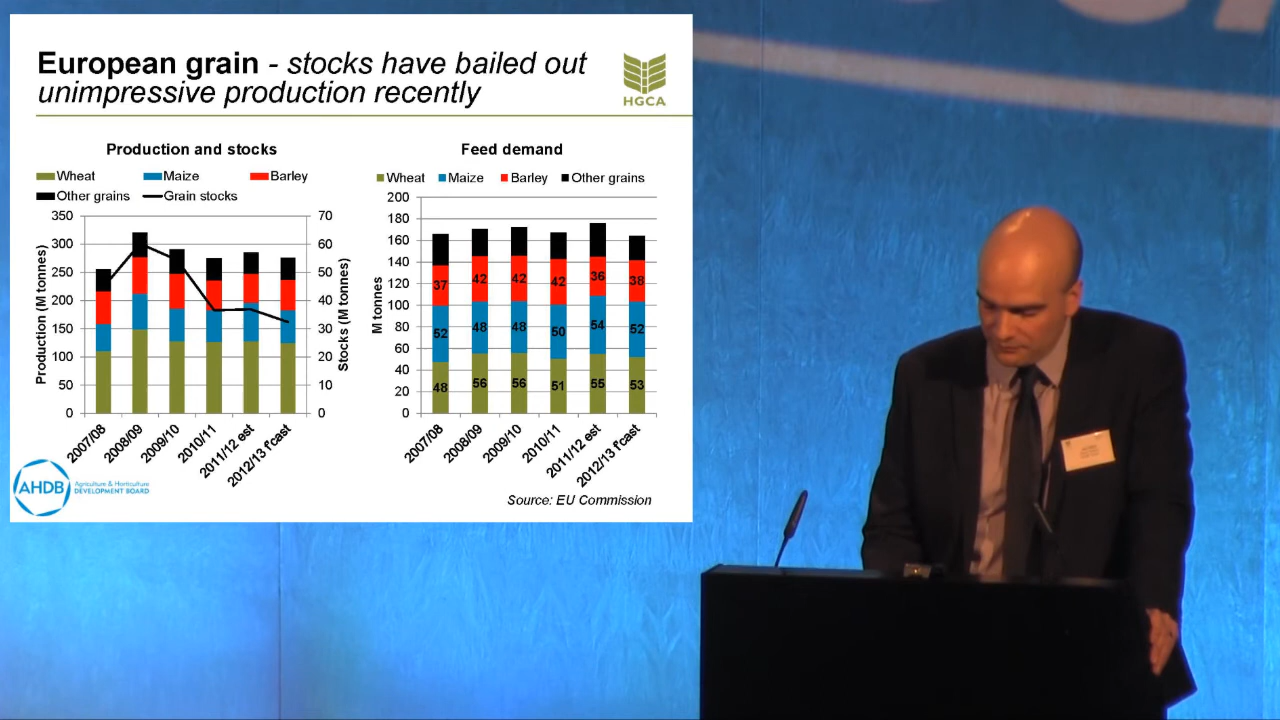 European grain - stocks have bailed out
unimpressive production recently
HGCA
Production and stocks
Wheat Maize Barley
Other grains Grain stocks
Production (M tonnes)
350
300
250
200
150
100
50
0
70
60
50
40
30
20
10
0
Stocks (M tonnes)
2007/08
2008/09
2009/10
2010/11
2011/12 est
2012/13 f'cast
Feed demand
Wheat Maize Barley Other grains
M tonnes
200
180
160
140
120
100
80
60
40
20
0
37 42 42 42 36 38
52 48 48 50 54 52
48 56 56 51 55 53
2007/08
2008/09
2009/10
2010/11
2011/12 est
2012/13 f'cast
Source: EU Commission
AHDB
Agriculture & Horticulture
DEVELOPMENT BOARD